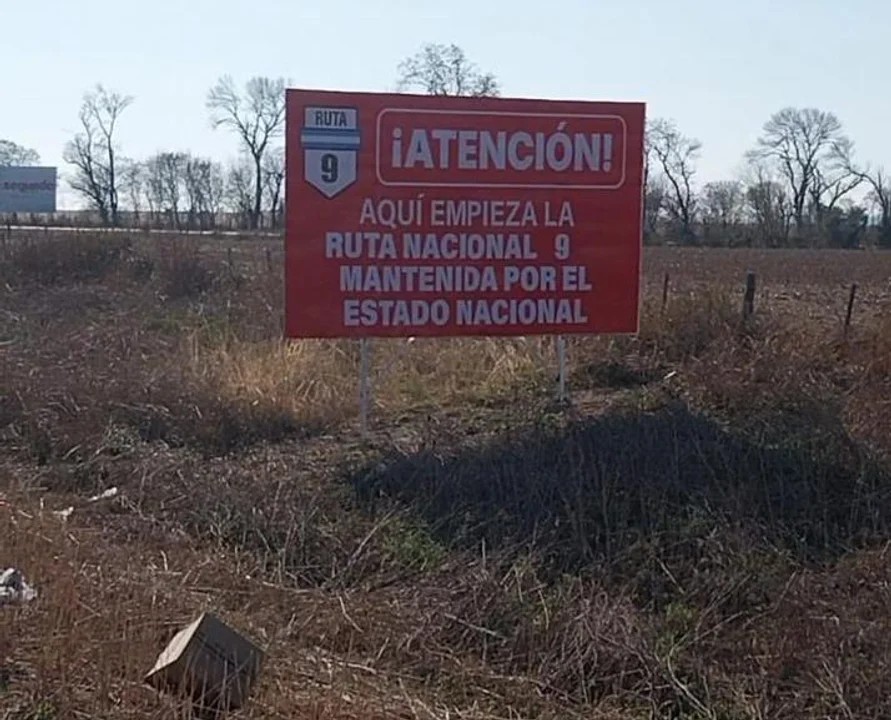 RUTA
9
¡ATENCIÓN!
AQUÍ EMPIEZA LA
RUTA NACIONAL 9
MANTENIDA POR EL
ESTADO NACIONAL